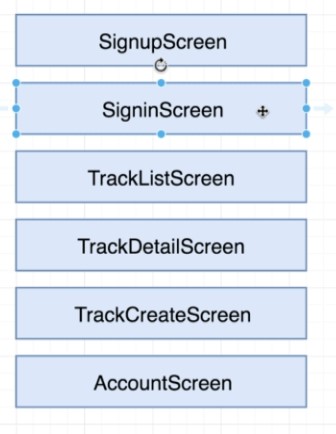 SignupScreen
SigninScreen
TrackListScreen
TrackDetailScreen
TrackCreateScreen
AccountScreen